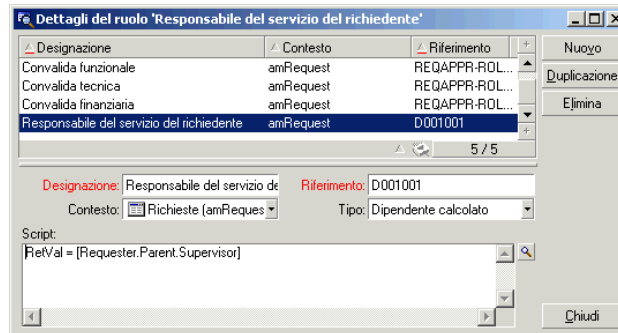 Dettagli del ruolo 'Responsabile del servizio del richiedente'
Designazione Contesto Riferimento
Convalida funzionale amRequest REQAPPR-ROL...
Convalida tecnica amRequest REQAPPR-ROL...
Convalida finanziaria amRequest REQAPPR-ROL...
Responsabile del servizio del richiedente amRequest D001001
5 / 5
Nuovo
Duplicazione
Elimina
Designazione: Responsabile del servizio de Riferimento: D001001
Contesto: Richieste (amReques Tipo: Dipendente calcolato
Script:
RetVal = [Requester.Parent.Supervisor]
Chiudi